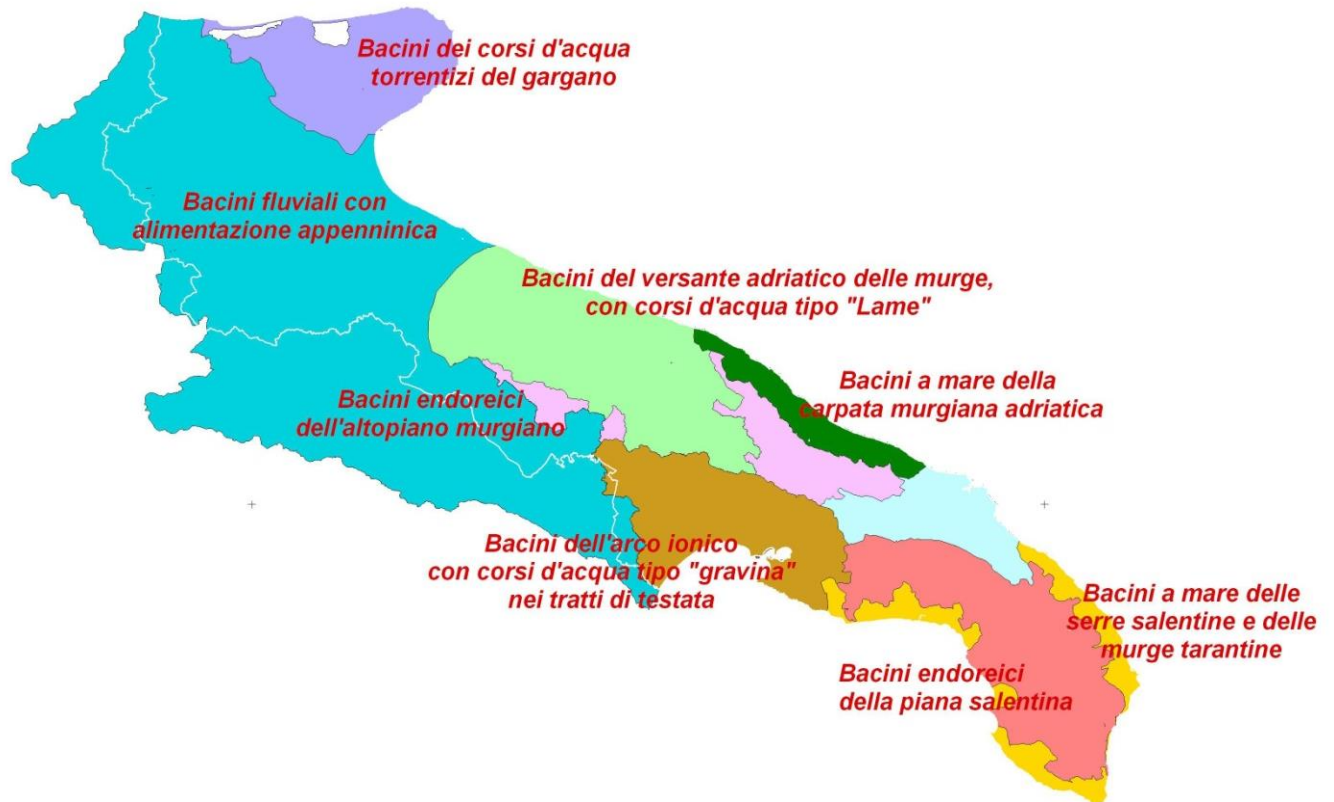 Bacini dei corsi d'acqua
torrentizi del gargano
Bacini fluviali con
alimentazione appenninica
Bacini del versante adriatico delle murge,
con corsi d'acqua tipo "Lame"
Bacini a mare della
carpata murgiana adriatica
Bacini endoreici
dell'altopiano murgiano
Bacini dell'arco ionico
con corsi d'acqua tipo "gravina"
nei tratti di testata
Bacini a mare delle
serre salentine e delle
murge tarantine
Bacini endoreici
della piana salentina